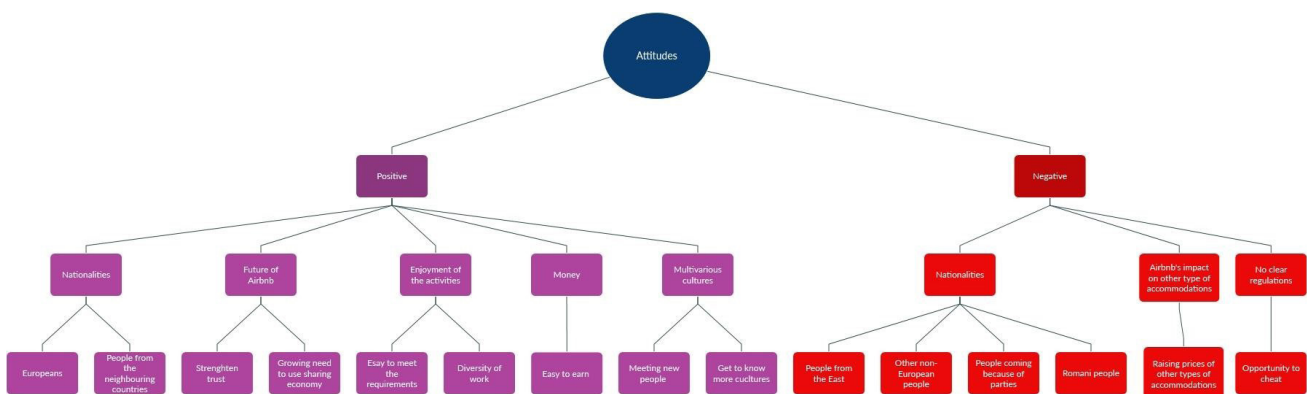 Attitudes
Positive
Negative
Nationalities
Future of
Airbnb
Enjoyment of
the activities
Money
Multivarious
cultures
Nationalities
Airbnb's impact
on other type of
accommodations
No clear
regulations
Europeans
People from
the
neighbouring
countries
Strenghten
trust
Growing need
to use sharing
economy
Esay to meet
the
requirements
Diversity of
work
Easy to earn
Meeting new
people
Get to know
more cucltures
People from
the East
Other non-
European
people
People coming
because of
parties
Romani people
Raising prices of
other types of
accommodations
Opportunity to
cheat